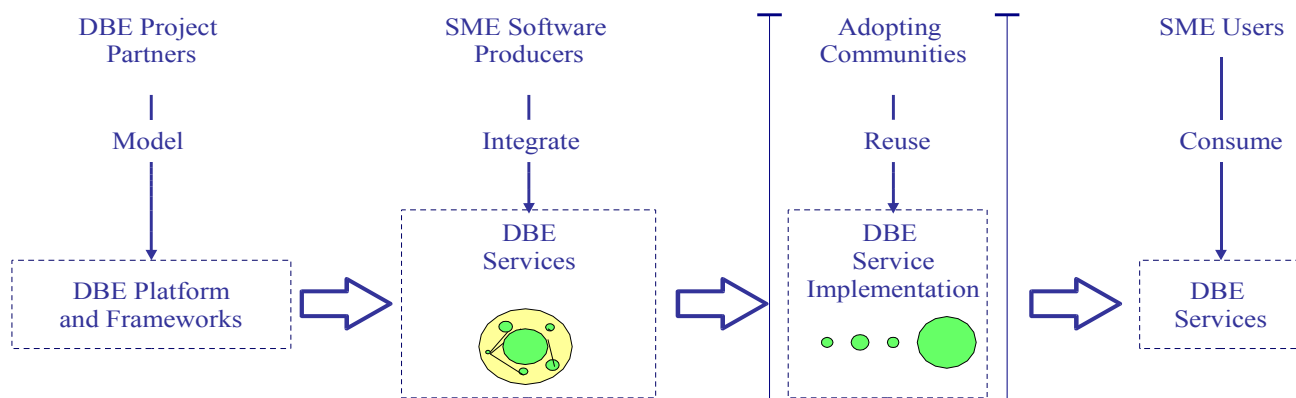 DBE Project
Partners
Model
DBE Platform
and Frameworks
SME Software
Producers
Integrate
DBE
Services
Adopting
Communities
Reuse
DBE
Service
Implementation
SME Users
Consume
DBE
Services